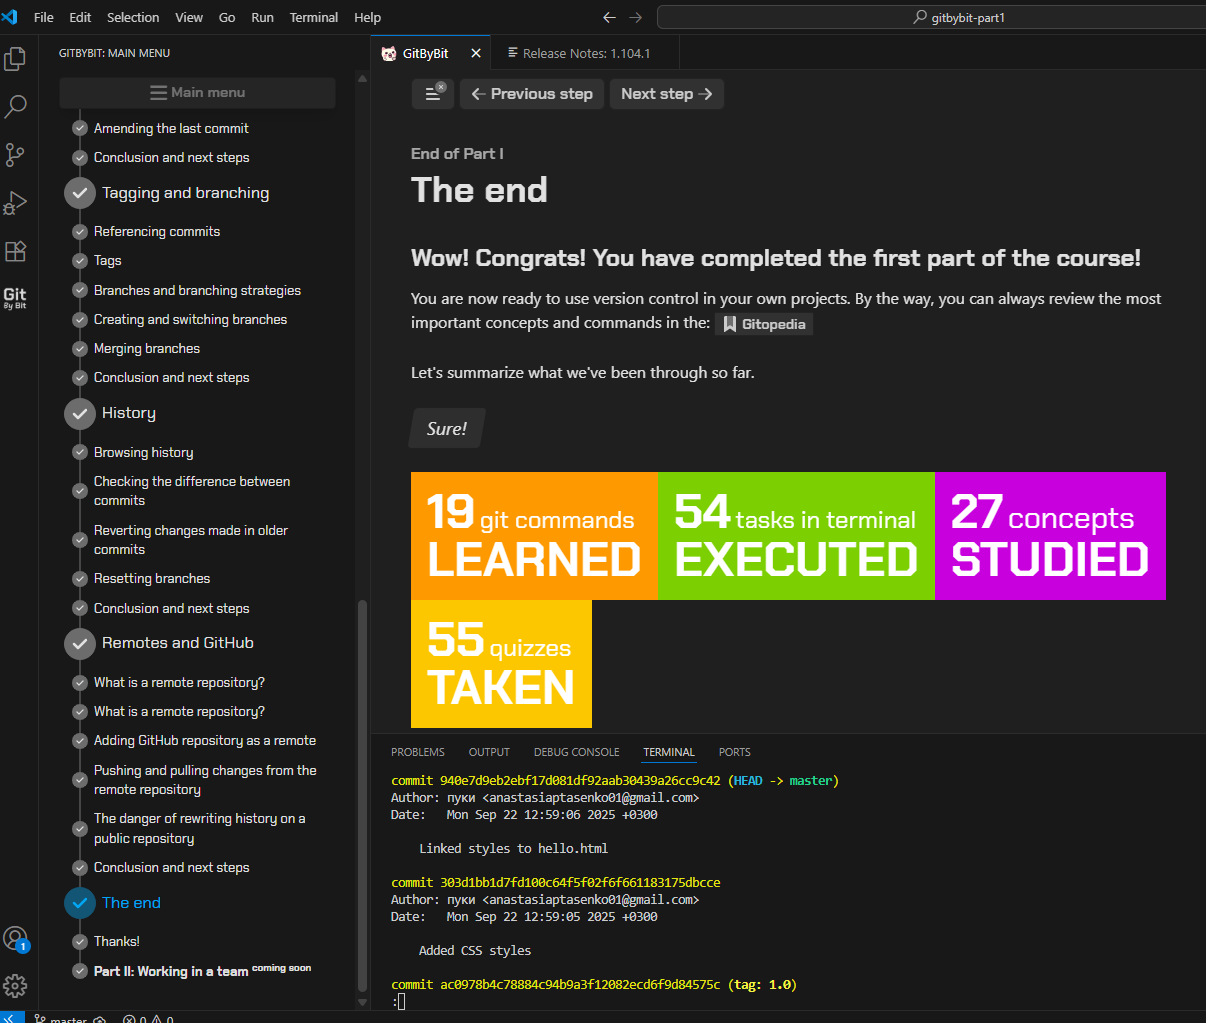 File Edit Selection View Go Run Terminal Help
gitbybit-part1
GITBYBIT: MAIN MENU
Main menu
Amending the last commit
Conclusion and next steps
Tagging and branching
Referencing commits
Tags
Branches and branching strategies
Creating and switching branches
Merging branches
Conclusion and next steps
History
Browsing history
Checking the difference between
commits
Reverting changes made in older
commits
Resetting branches
Conclusion and next steps
Remotes and GitHub
What is a remote repository?
What is a remote repository?
Adding GitHub repository as a remote
Pushing and pulling changes from the
remote repository
The danger of rewriting history on a
public repository
Conclusion and next steps
The end
Thanks!
Part II: Working in a team coming soon
Git
By Bit
1
GitByBit
Release Notes: 1.104.1
Previous step
Next step
End of Part I
The end
Wow! Congrats! You have completed the first part of the course!
You are now ready to use version control in your own projects. By the way, you can always review the most
important concepts and commands in the: Gitopedia
Let's summarize what we've been through so far.
Sure!
19 git commands
LEARNED
54 tasks in terminal
EXECUTED
27 concepts
STUDIED
55 quizzes
TAKEN
PROBLEMS OUTPUT DEBUG CONSOLE TERMINAL PORTS
commit 940e7d9eb2ebf17d081df92aab30439a26cc9c42 (HEAD -> master)
Author: пуки <anastasiaptasenko01@gmail.com>
Date:   Mon Sep 22 12:59:06 2025 +0300
Linked styles to hello.html
commit 303d1bb1d7fd100c64f5f02f6f661183175dbcce
Author: пуки <anastasiaptasenko01@gmail.com>
Date:   Mon Sep 22 12:59:05 2025 +0300
Added CSS styles
commit ac0978b4c78884c94b9a3f12082ecd6f9d84575c (tag: 1.0)
:
master 0 0